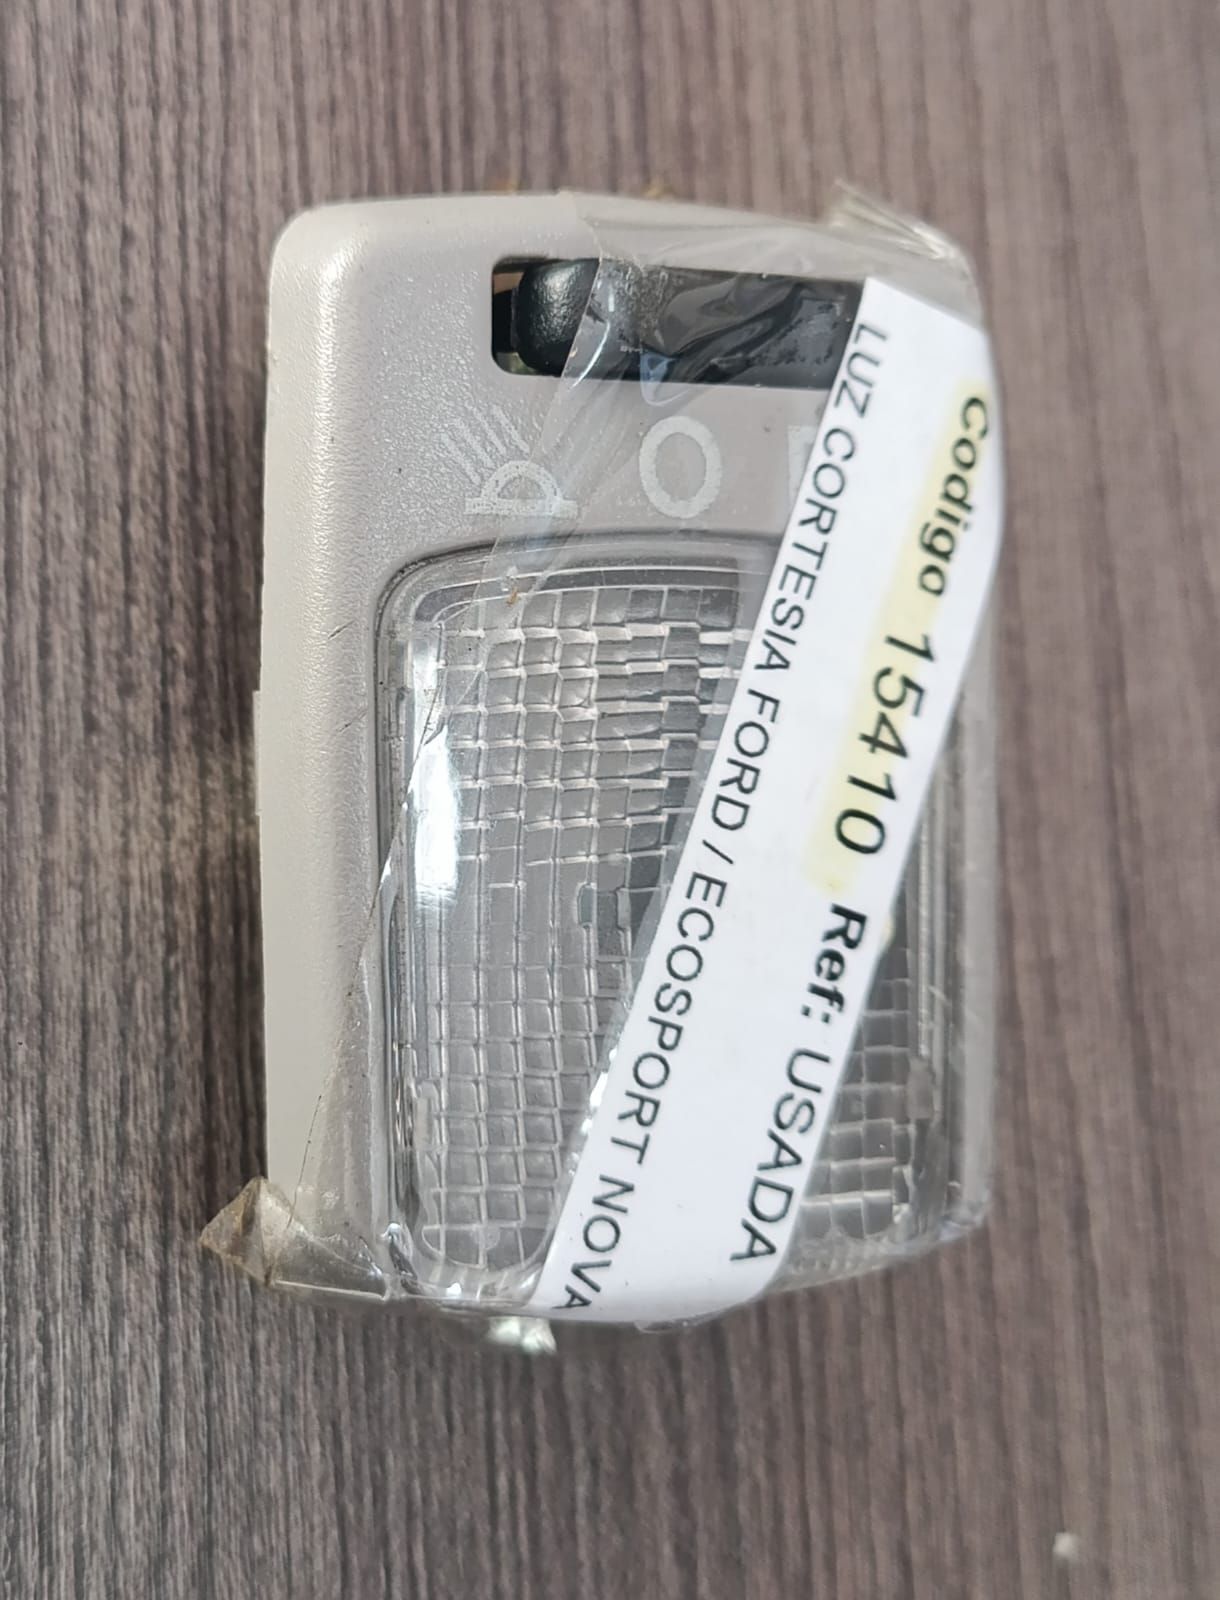 Codigo 15410 Ref: USADA
LUZ CORTESIA FORD / ECOSPORT NOVA